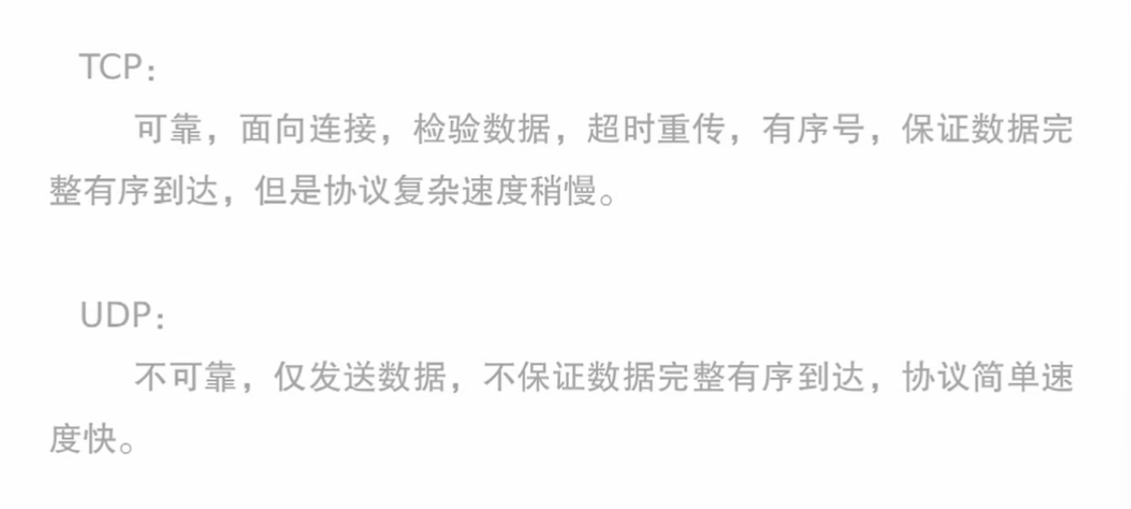 TCP：
可靠，面向连接，检验数据，超时重传，有序号，保证数据完
整有序到达，但是协议复杂速度稍慢。
UDP：
不可靠，仅发送数据，不保证数据完整有序到达，协议简单速
度快。